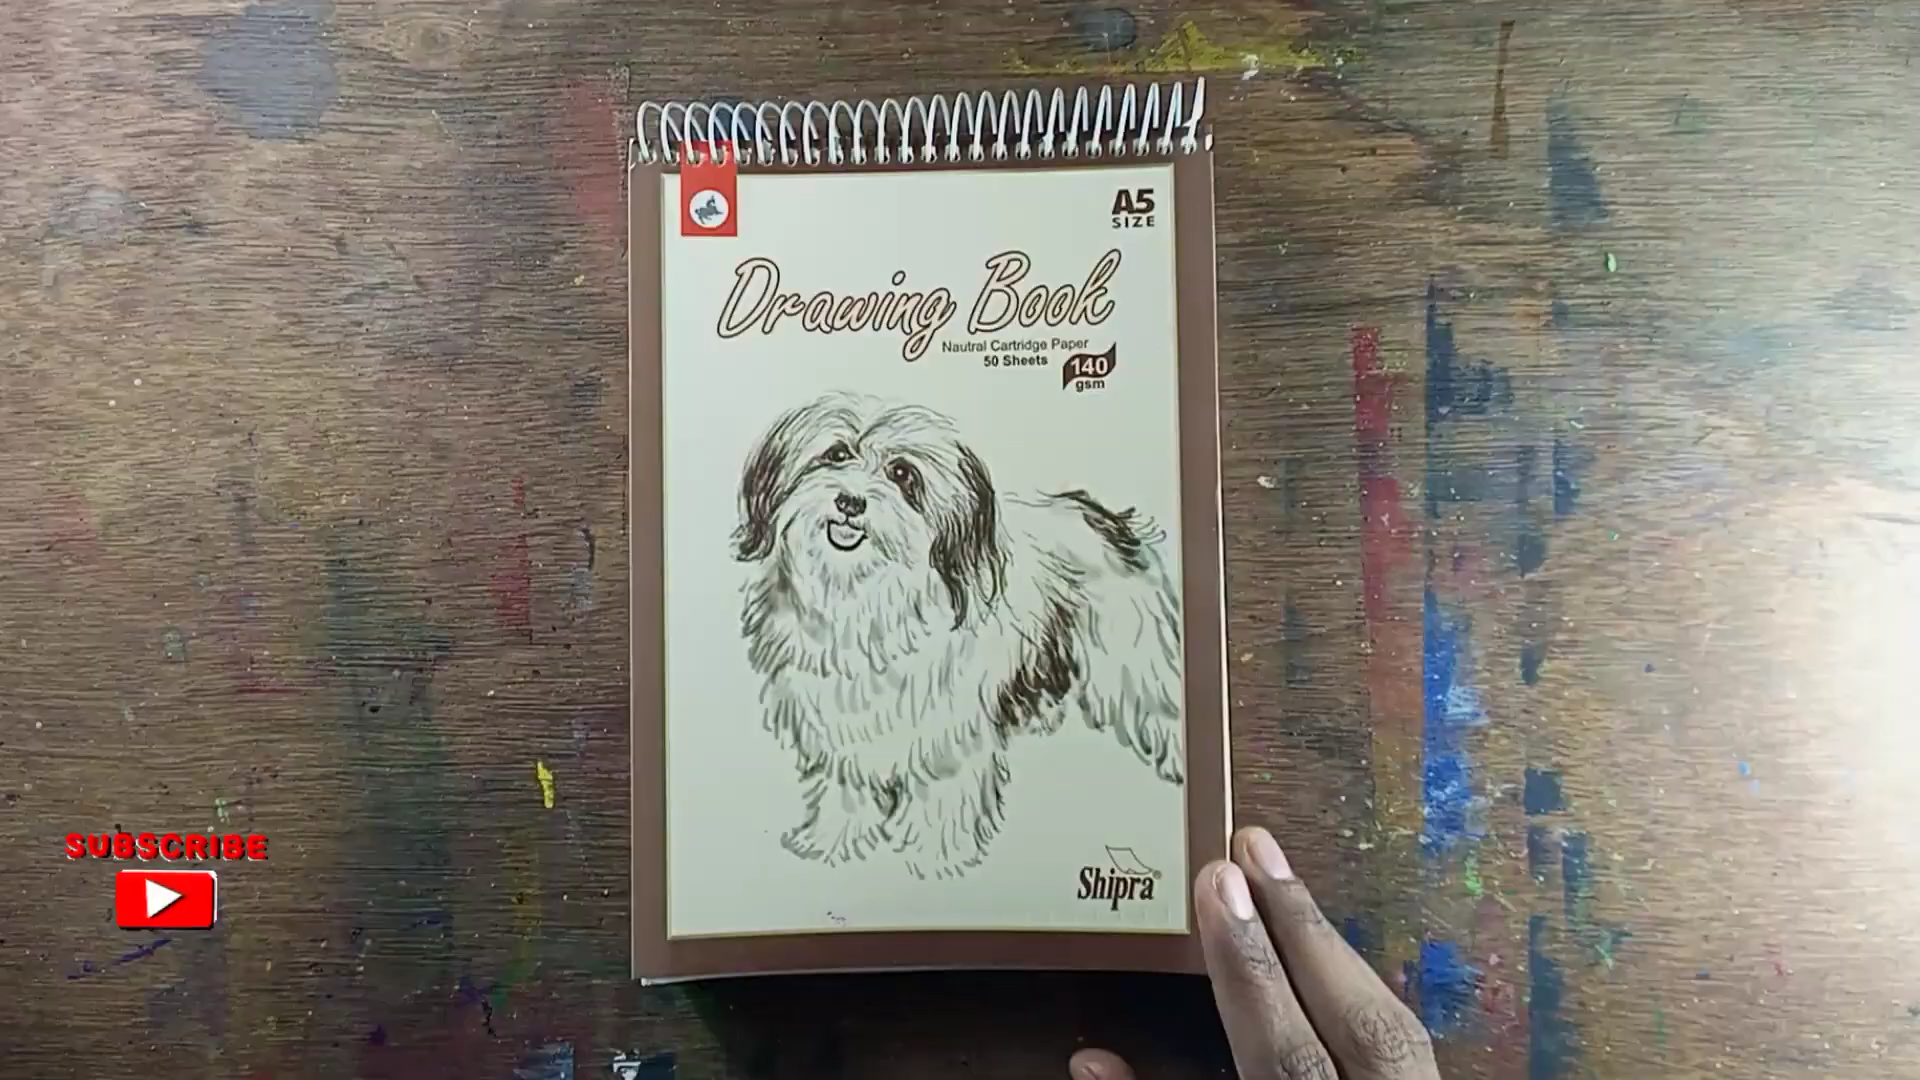 A5
SIZE
Drawing Book
Nautral Cartridge Paper
50 Sheets
140
gsm
SUBSCRIBE
Shipra